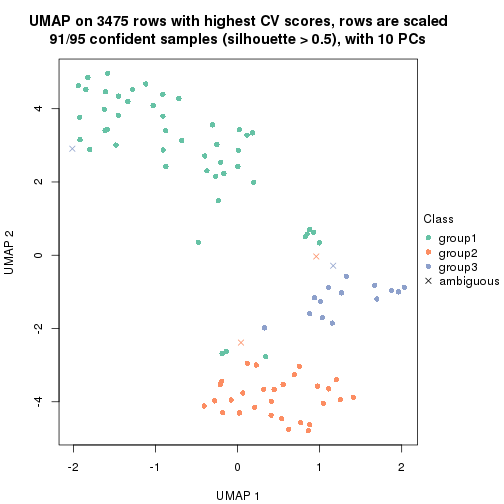 UMAP on 3475 rows with highest CV scores, rows are scaled
91/95 confident samples (silhouette > 0.5), with 10 PCs
4
2
0
-2
-4
UMAP 2
-2
-1
0
1
2
UMAP 1
Class
group1
group2
group3
ambiguous